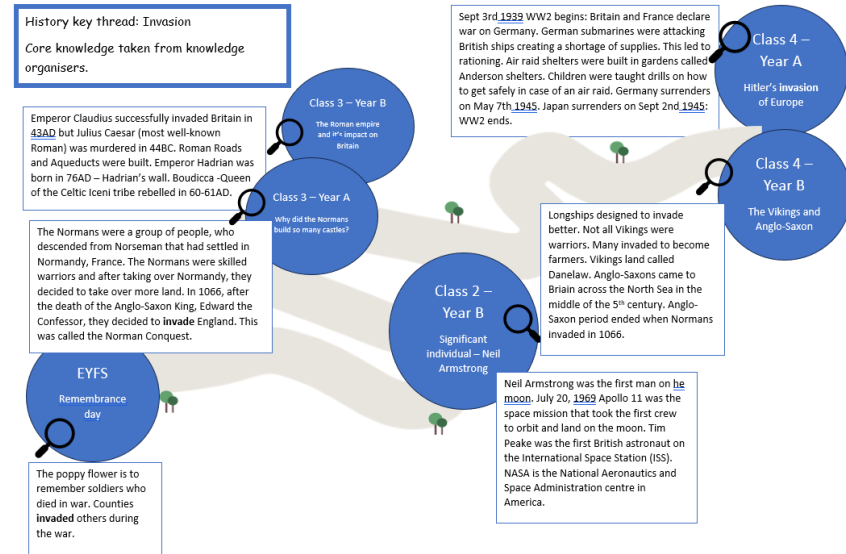 History key thread: Invasion
Core knowledge taken from knowledge
organisers.
Sept 3rd 1939 WW2 begins: Britain and France declare
war on Germany. German submarines were attacking
British ships creating a shortage of supplies. This led to
rationing. Air raid shelters were built in gardens called
Anderson shelters. Children were taught drills on how
to get safely in case of an air raid. Germany surrenders
on May 7th 1945. Japan surrenders on Sept 2nd 1945:
WW2 ends.
Class 4 –
Year A
Hitler's invasion
of Europe
Class 3 – Year B
The Roman empire
and it's impact on
Britain
Emperor Claudius successfully invaded Britain in
43AD but Julius Caesar (most well-known
Roman) was murdered in 44BC. Roman Roads
and Aqueducts were built. Emperor Hadrian was
born in 76AD – Hadrian's wall. Boudicca -Queen
of the Celtic Iceni tribe rebelled in 60-61AD.
Class 4 –
Year B
The Vikings and
Anglo-Saxon
Class 3 – Year A
Why did the Normans
build so many castles?
The Normans were a group of people, who
descended from Norseman that had settled in
Normandy, France. The Normans were skilled
warriors and after taking over Normandy, they
decided to take over more land. In 1066, after
the death of the Anglo-Saxon King, Edward the
Confessor, they decided to invade England. This
was called the Norman Conquest.
Longships designed to invade
better. Not all Vikings were
warriors. Many invaded to become
farmers. Vikings land called
Danelaw. Anglo-Saxons came to
Briain across the North Sea in the
middle of the 5th century. Anglo-
Saxon period ended when Normans
invaded in 1066.
Class 2 –
Year B
Significant
individual – Neil
Armstrong
EYFS
Remembrance
day
Neil Armstrong was the first man on he
moon. July 20, 1969 Apollo 11 was the
space mission that took the first crew
to orbit and land on the moon. Tim
Peake was the first British astronaut on
the International Space Station (ISS).
NASA is the National Aeronautics and
Space Administration centre in
America.
The poppy flower is to
remember soldiers who
died in war. Counties
invaded others during
the war.